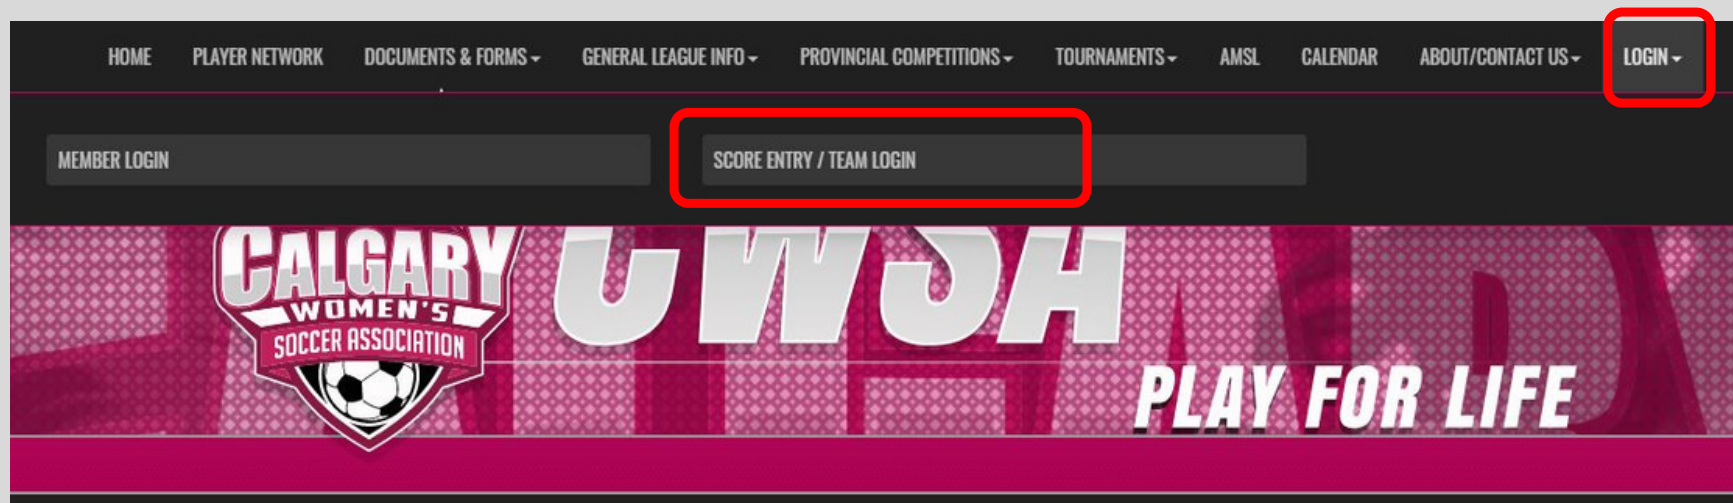 HOME PLAYER NETWORK DOCUMENTS & FORMS GENERAL LEAGUE INFO PROVINCIAL COMPETITIONS TOURNAMENTS AMSL CALENDAR ABOUT/CONTACT US LOGIN
MEMBER LOGIN SCORE ENTRY / TEAM LOGIN
CALGARY
WOMEN'S
SOCCER ASSOCIATION
CWSA
PLAY FOR LIFE